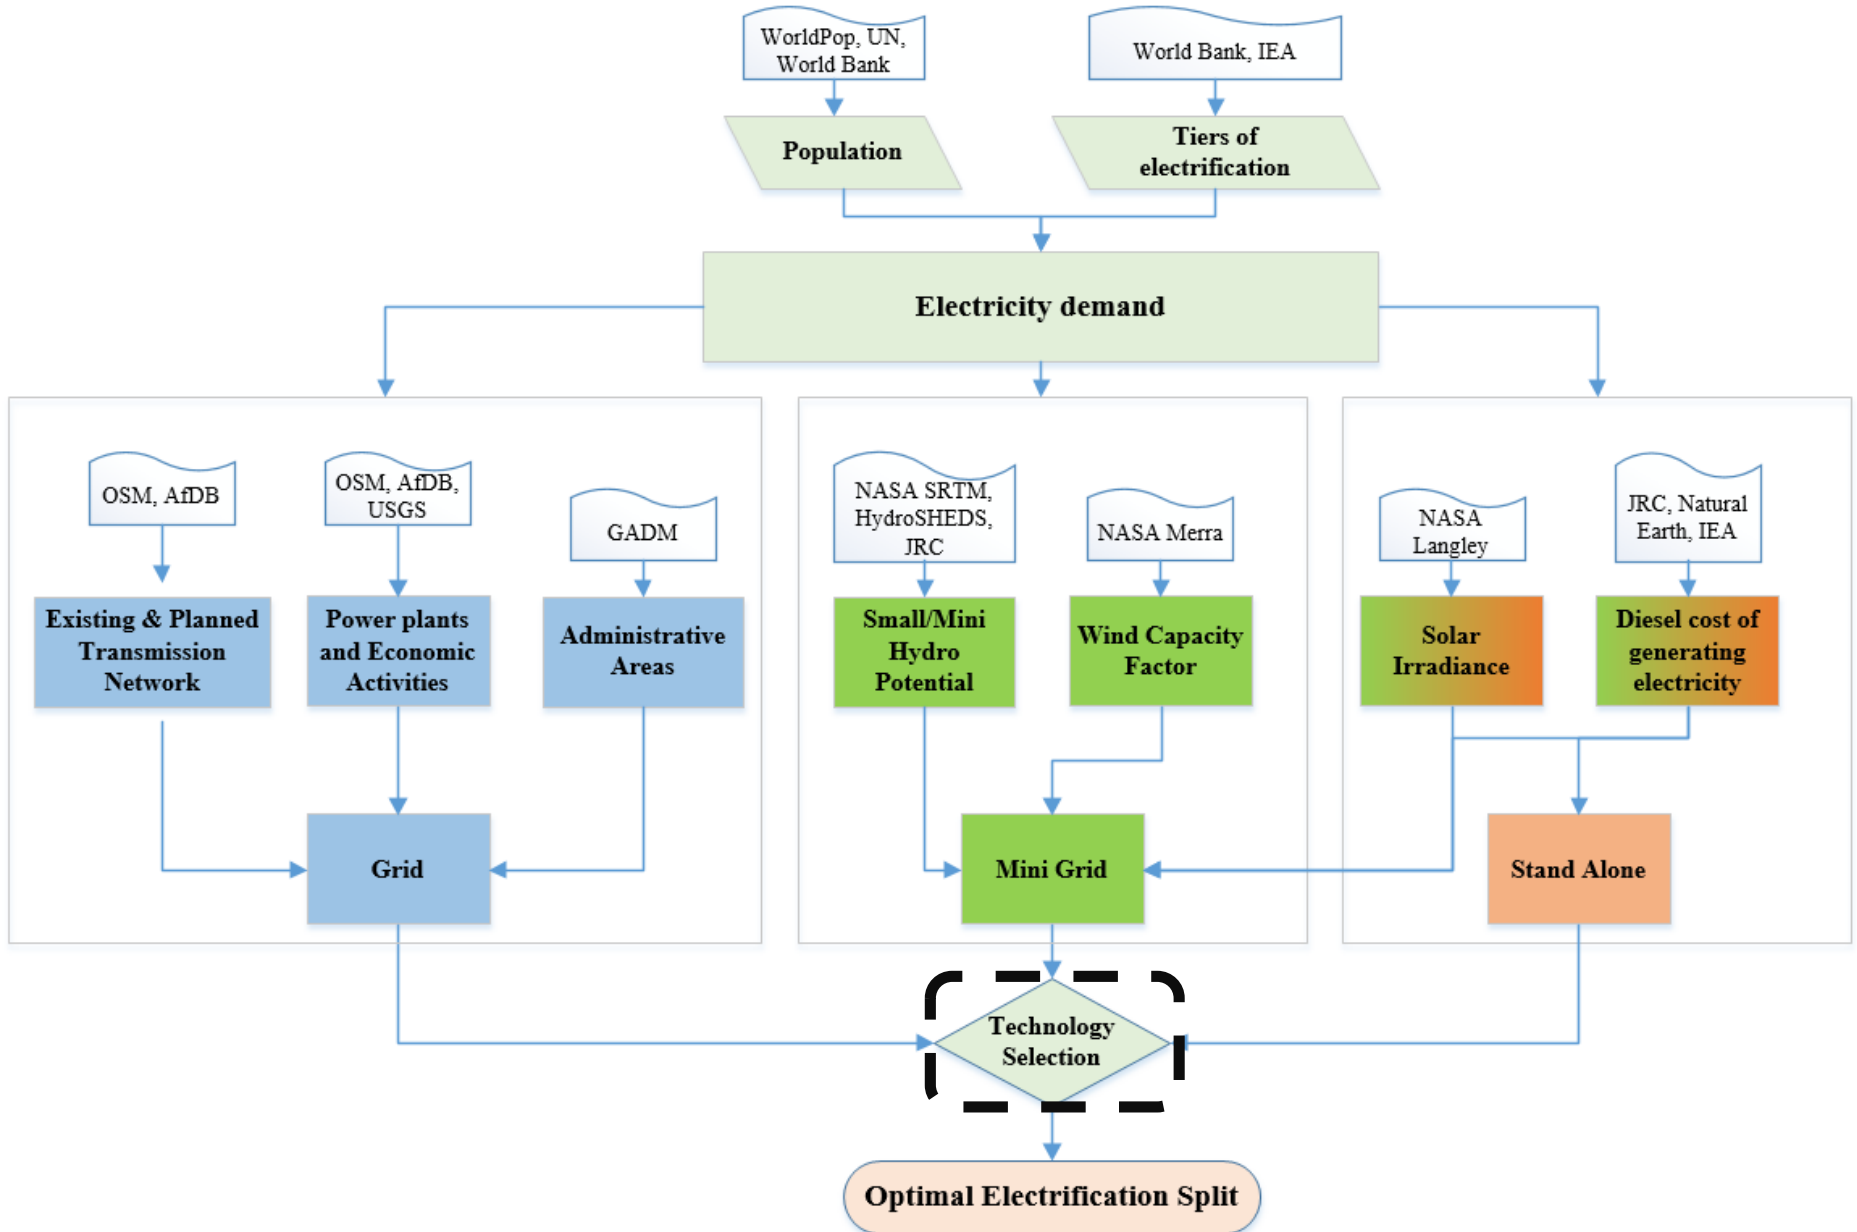 WorldPop, UN,
World Bank
World Bank, IEA
Population
Tiers of
electrification
Electricity demand
OSM, AfDB
OSM, AfDB,
USGS
GADM
NASA SRTM,
HydroSHEDS,
JRC
NASA Merra
NASA
Langley
JRC, Natural
Earth, IEA
Existing & Planned
Transmission
Network
Power plants
and Economic
Activities
Administrative
Areas
Small/Mini
Hydro
Potential
Wind Capacity
Factor
Solar
Irradiance
Diesel cost of
generating
electricity
Grid
Mini Grid
Stand Alone
Technology
Selection
Optimal Electrification Split